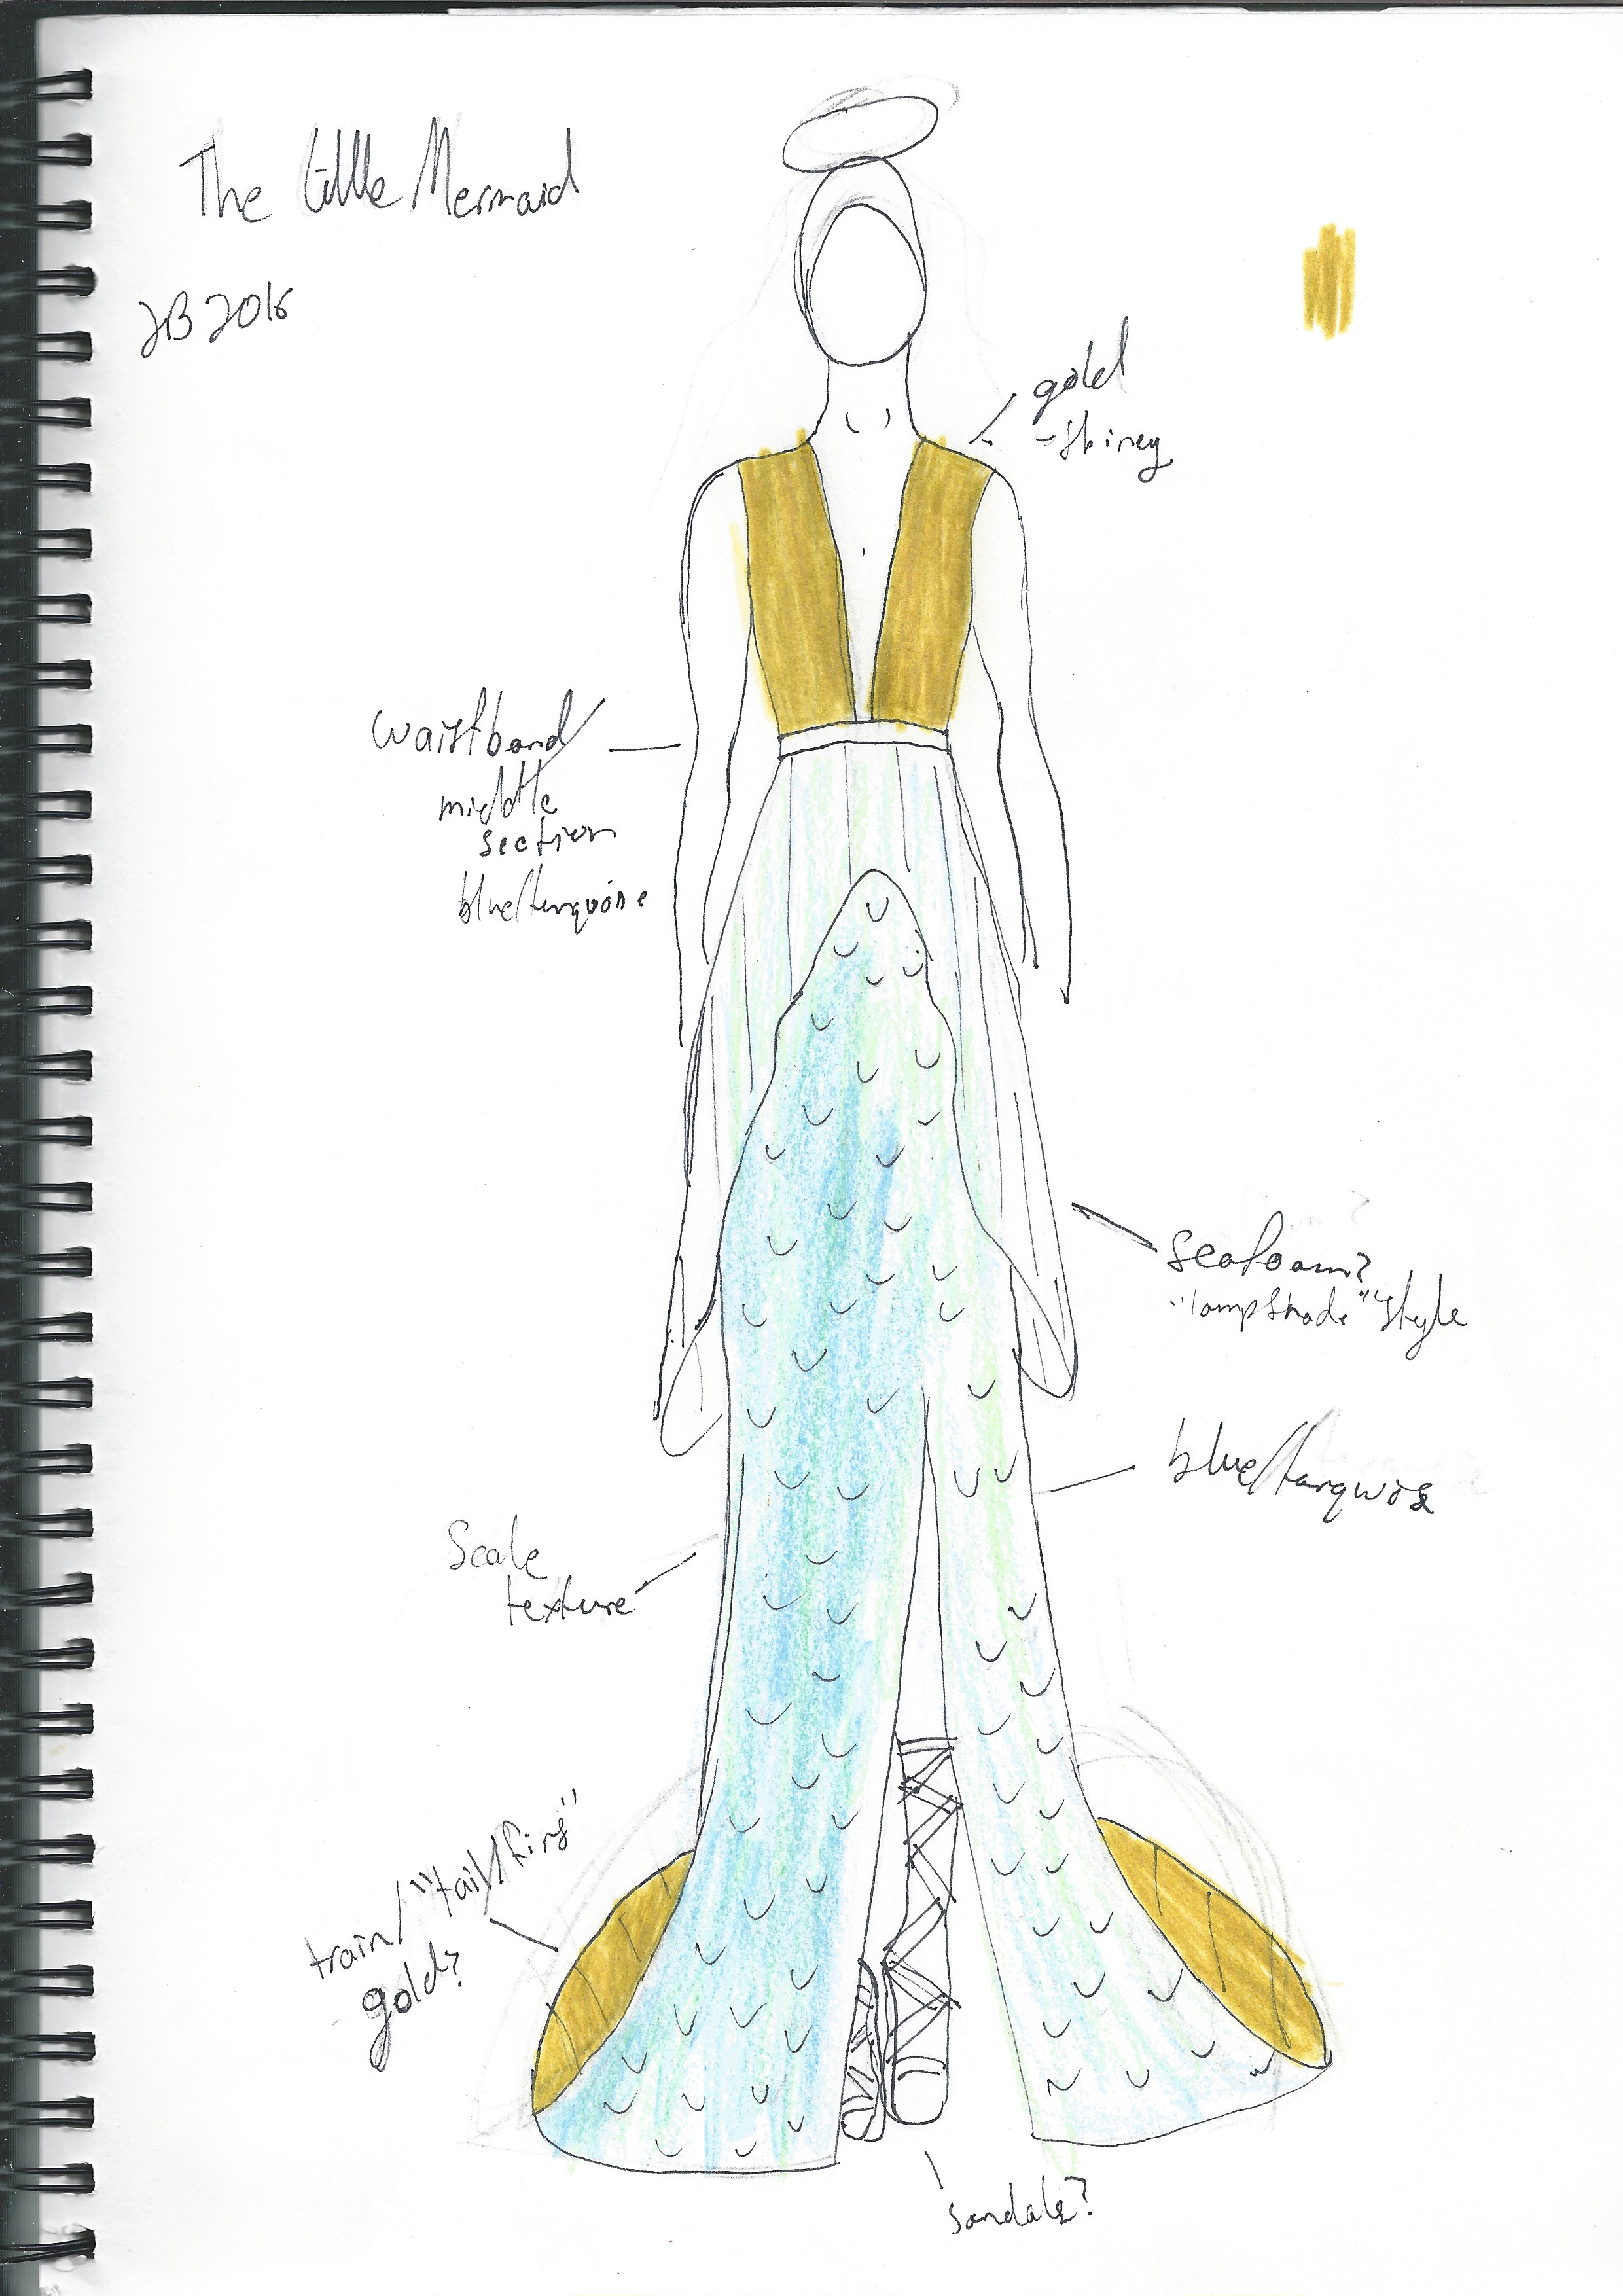 The Little Mermaid
JB 2016
gold
-shiney
waistband/
middle
section
blue/turquoise
seafoam?
"lampshade" style
blue/turqwise
Scale
texture
train/"tail/fins"
- gold?
sandals?